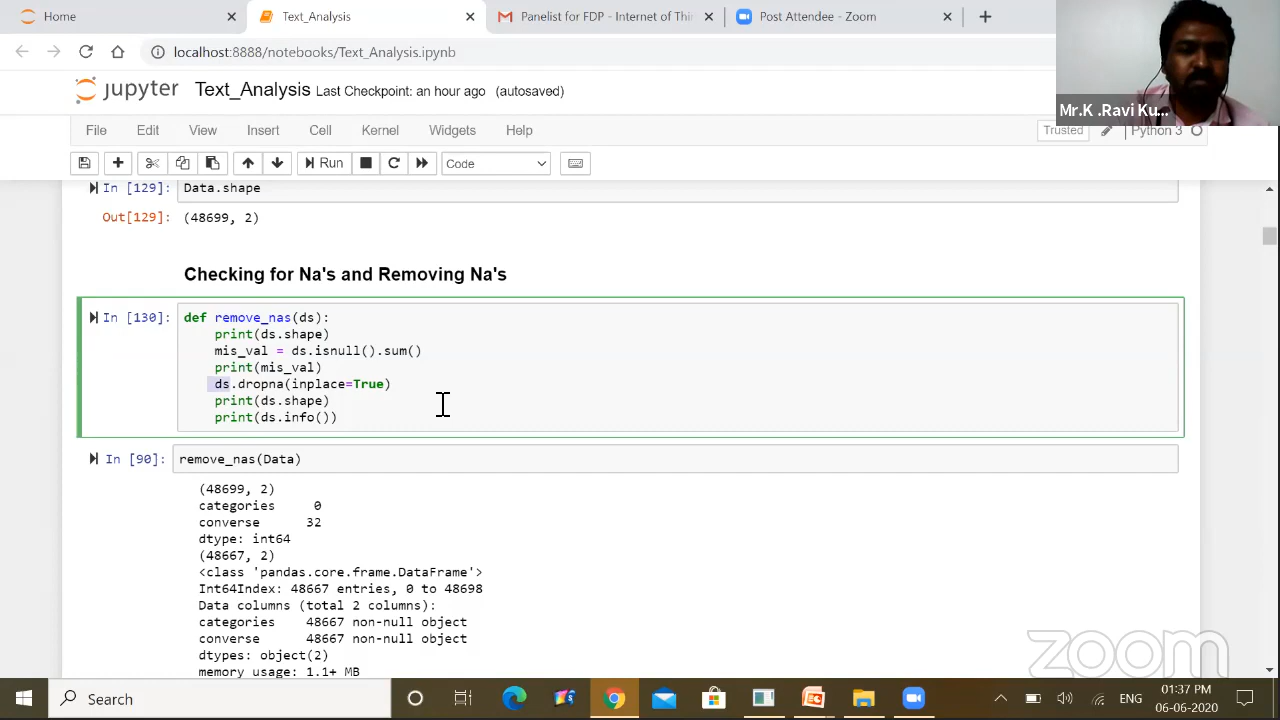 Home
Text_Analysis
Panelist for FDP - Internet of Thi
Post Attendee - Zoom
localhost:8888/notebooks/Text_Analysis.ipynb
jupyter Text_Analysis Last Checkpoint: an hour ago (autosaved)
Mr.K .Ravi Ku...
File Edit View Insert Cell Kernel Widgets Help
Trusted Python 3
Run Code
In [129]: Data.shape
Out[129]: (48699, 2)
Checking for Na's and Removing Na's
In [130]: def remove_nas(ds):
print(ds.shape)
mis_val = ds.isnull().sum()
print(mis_val)
ds.dropna(inplace=True)
print(ds.shape)
print(ds.info())
In [90]: remove_nas(Data)
(48699, 2)
categories 0
converse 32
dtype: int64
(48667, 2)
<class 'pandas.core.frame.DataFrame'>
Int64Index: 48667 entries, 0 to 48698
Data columns (total 2 columns):
categories 48667 non-null object
converse 48667 non-null object
dtypes: object(2)
memory usage: 1.1+ MB
zoom
Search
ENG
01:37 PM
06-06-2020